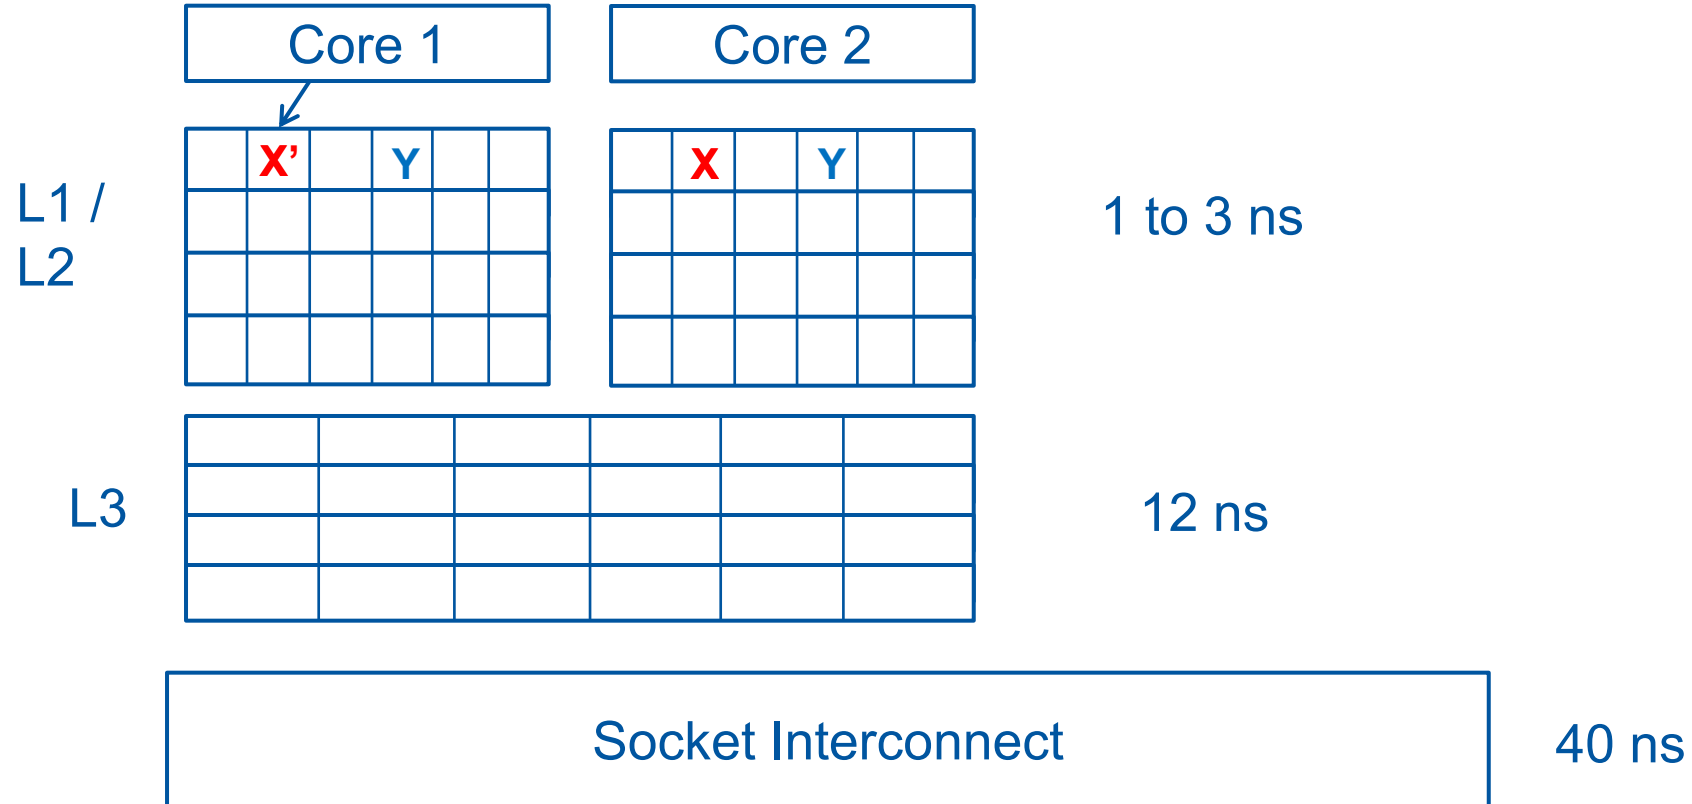 Core 1
Core 2
X’
Y
X
Y
L1 /
L2
1 to 3 ns
L3
12 ns
Socket Interconnect
40 ns